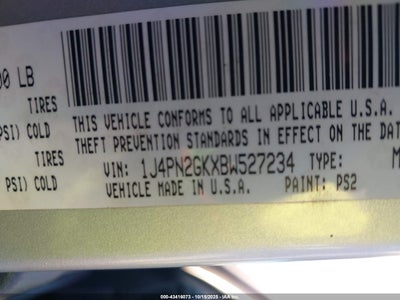 00 LB
TIRES
PSI) COLD
TIRES
PSI) COLD
THIS VEHICLE CONFORMS TO ALL APPLICABLE U.S.A.
THEFT PREVENTION STANDARDS IN EFFECT ON THE DAT
VIN: 1J4PN2GKXBW527234 TYPE: M
VEHICLE MADE IN U.S.A. PAINT: PS2
000-43416073 - 10/15/2025 - IAA Inc.